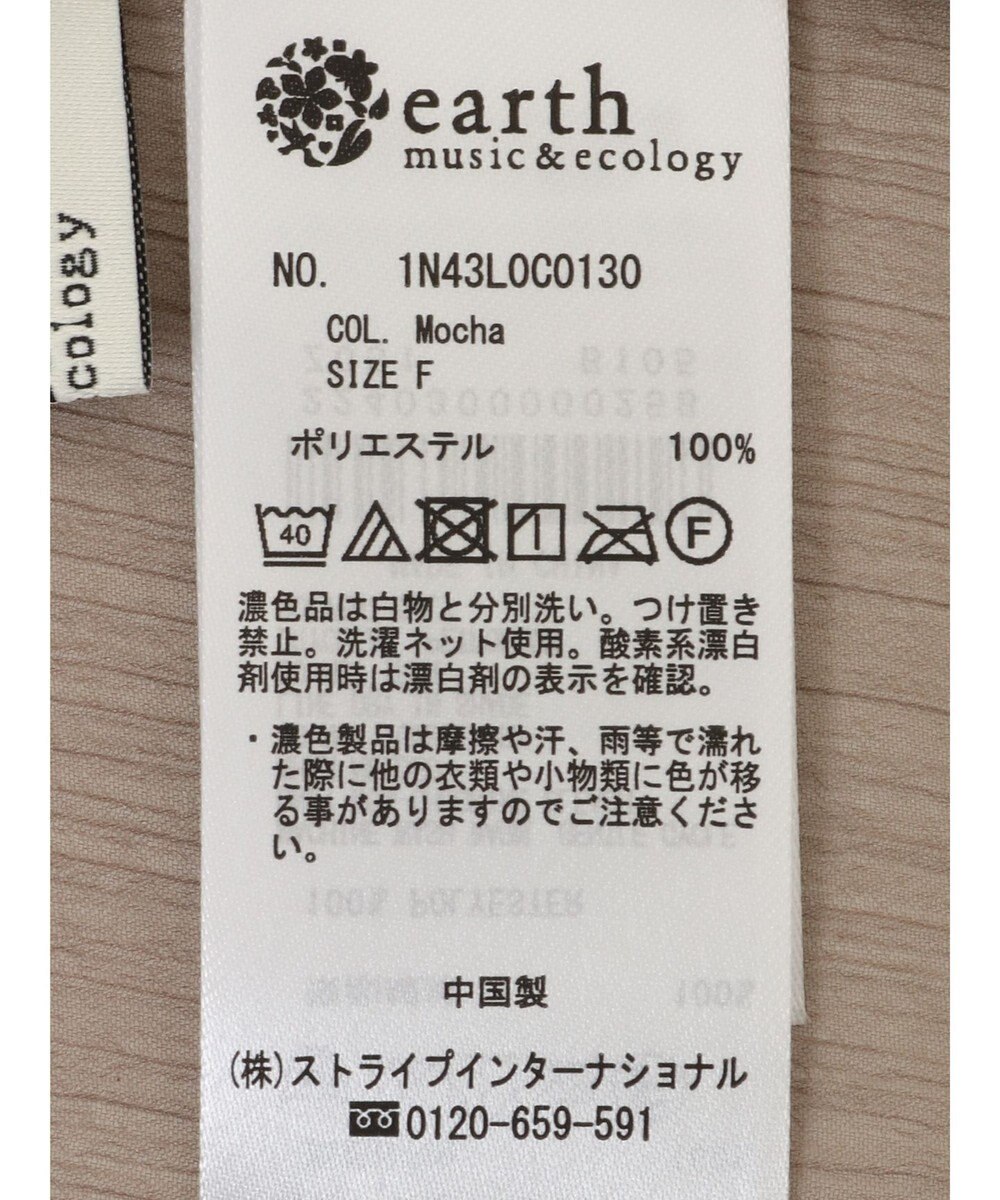 cology
earth
music&ecology
NO. 1N43L0C0130
COL. Mocha
SIZE F
ポリエステル 100%
40 F
濃色品は白物と分別洗い。つけ置き
禁止。洗濯ネット使用。酸素系漂白
剤使用時は漂白剤の表示を確認。
・濃色製品は摩擦や汗、雨等で濡れ
た際に他の衣類や小物類に色が移
る事がありますのでご注意くださ
い。
中国製
(株)ストライプインターナショナル
0120-659-591